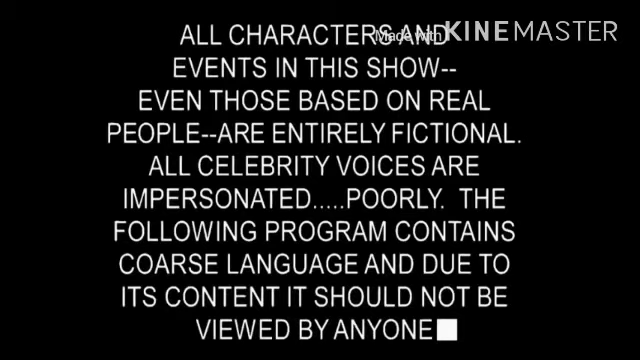 Made with KINEMASTER
ALL CHARACTERS AND
EVENTS IN THIS SHOW--
EVEN THOSE BASED ON REAL
PEOPLE--ARE ENTIRELY FICTIONAL.
ALL CELEBRITY VOICES ARE
IMPERSONATED.....POORLY. THE
FOLLOWING PROGRAM CONTAINS
COARSE LANGUAGE AND DUE TO
ITS CONTENT IT SHOULD NOT BE
VIEWED BY ANYONE